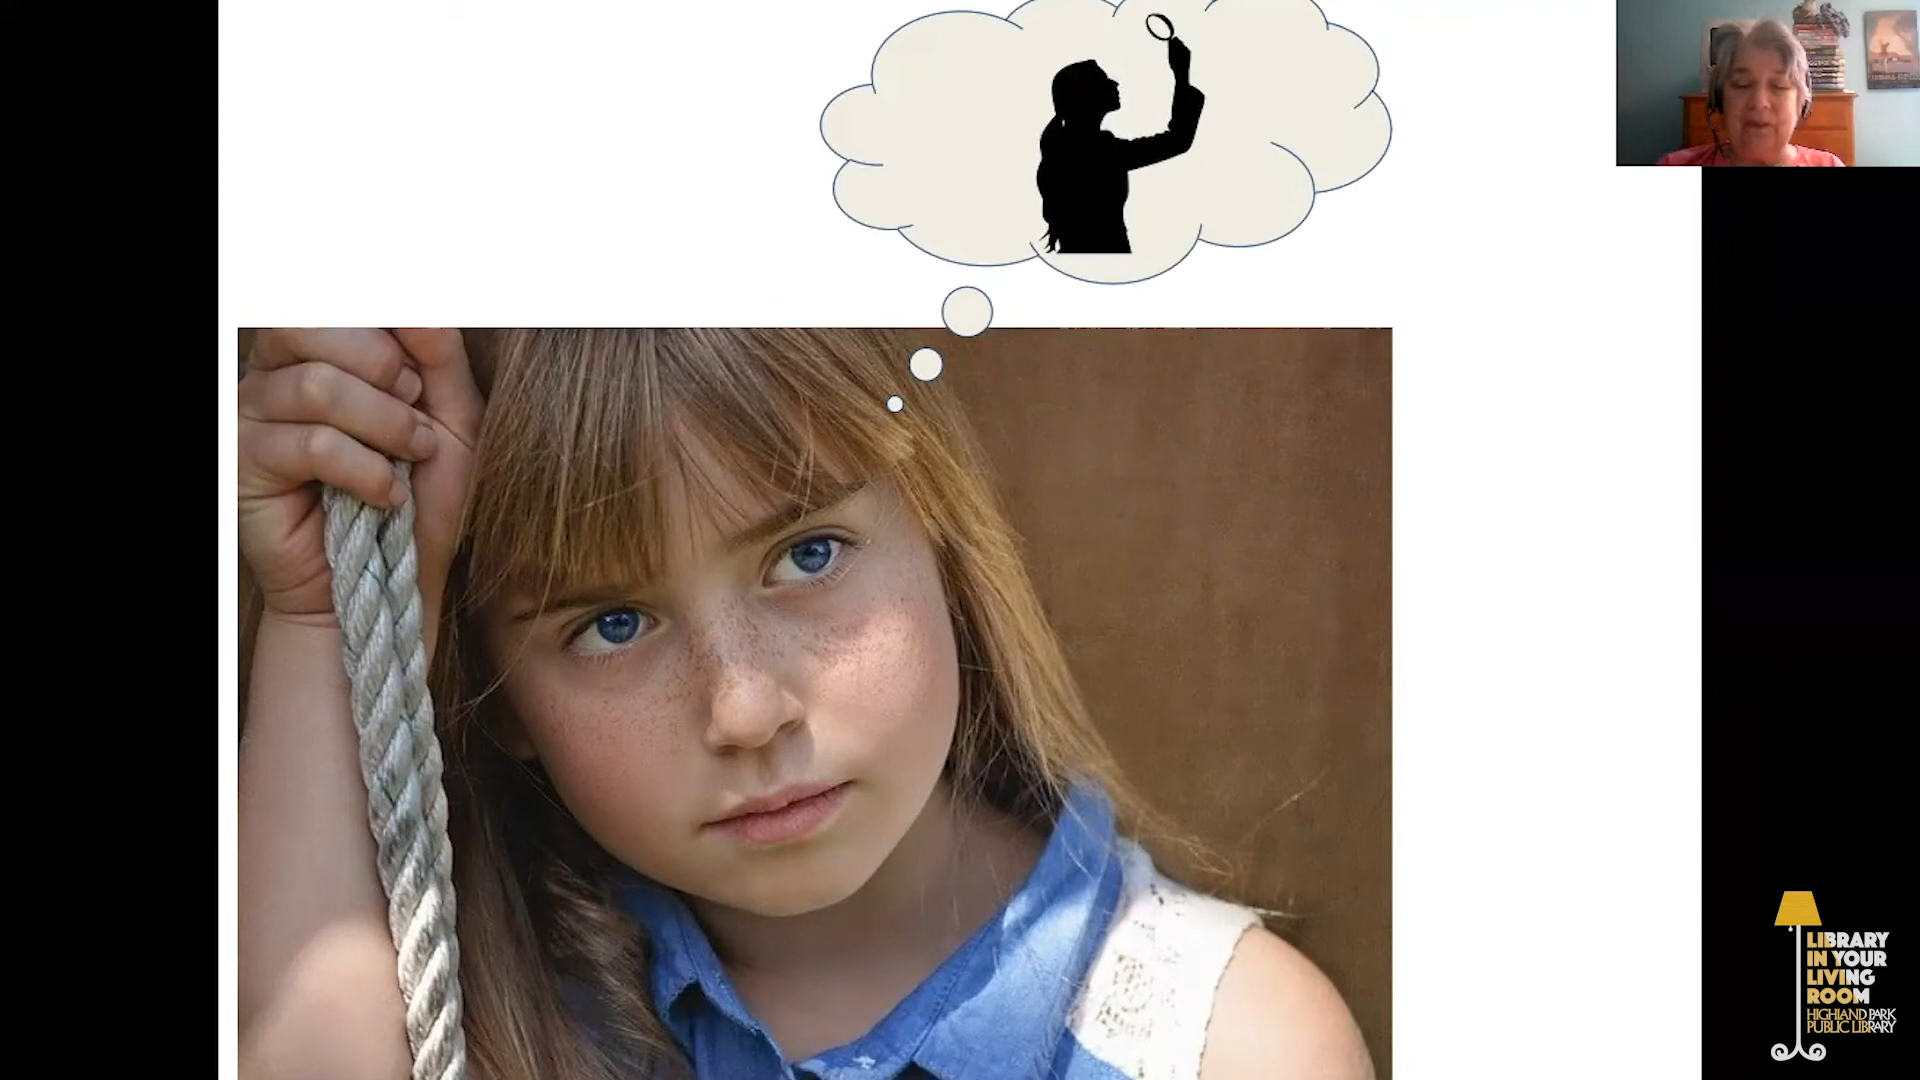 LIBRARY
IN YOUR
LIVING
ROOM
HIGHLAND PARK
PUBLIC LIBRARY